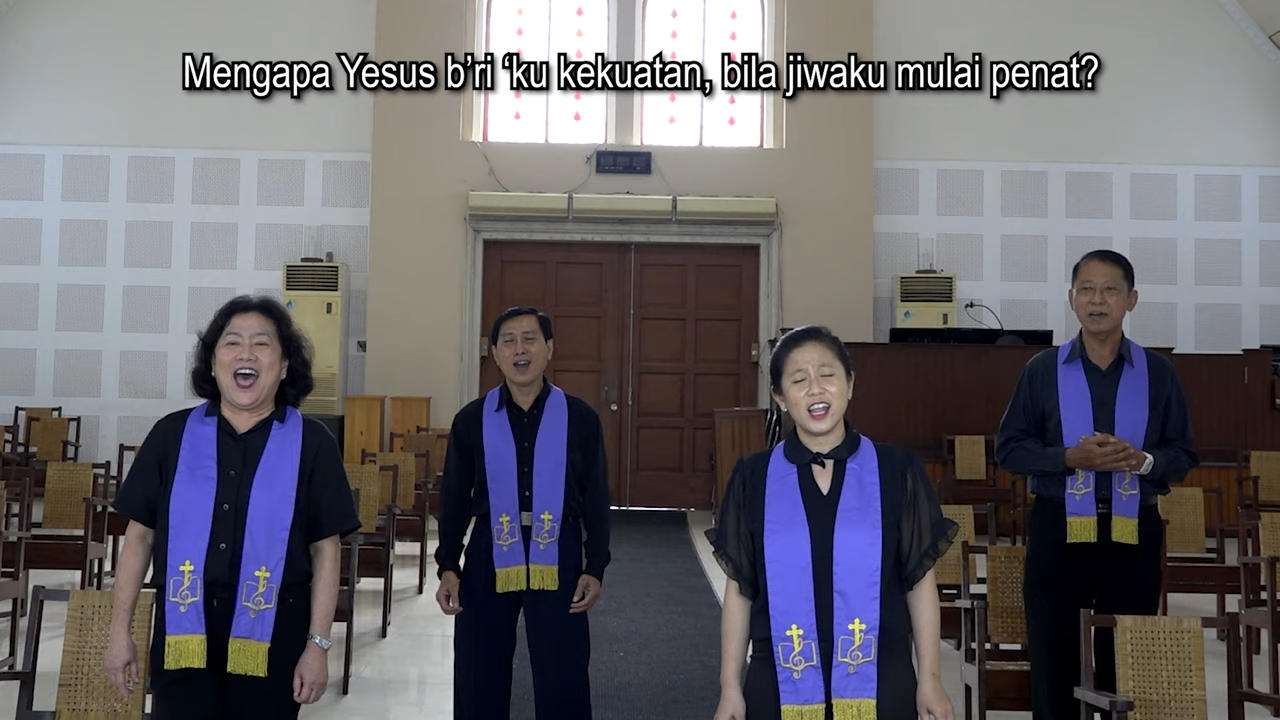 Mengapa Yesus b’ri ‘ku kekuatan, bila jiwaku mulai penat?